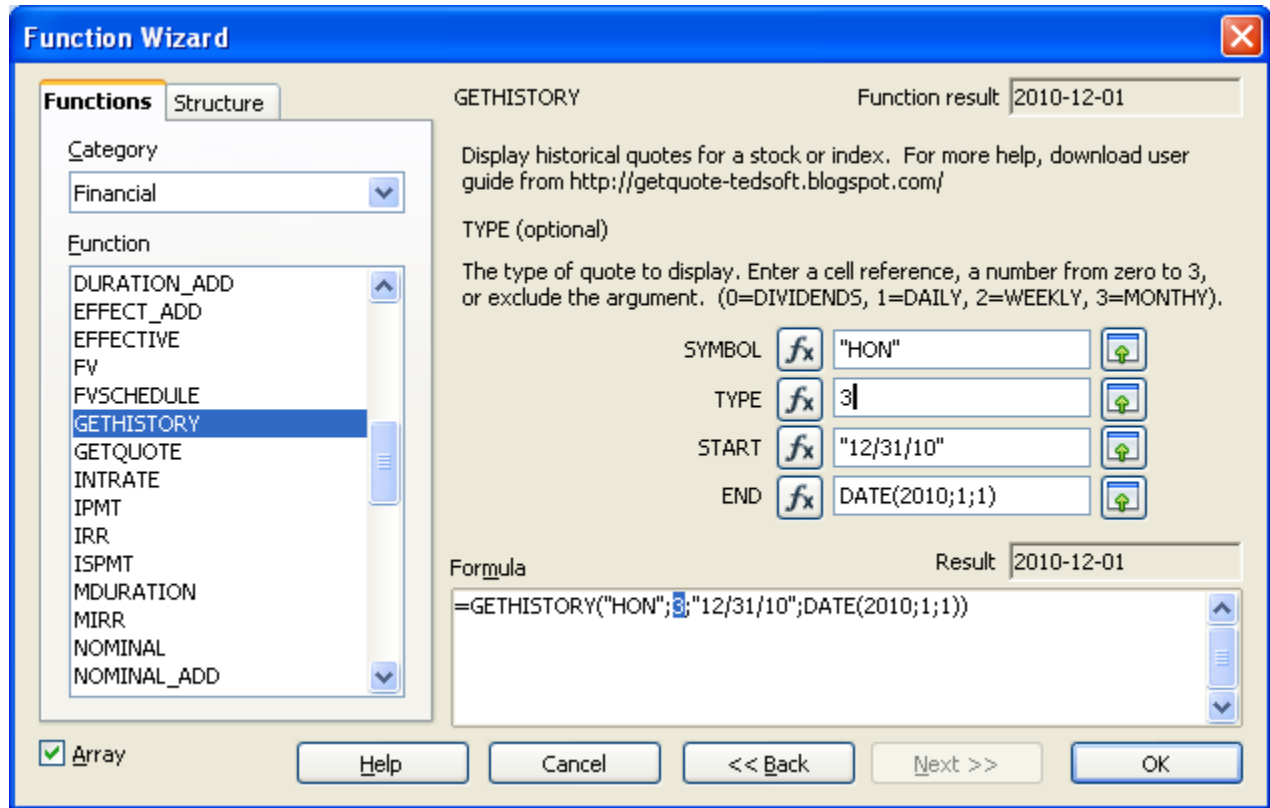 Function Wizard
Functions
Structure
Category
Financial
Function
DURATION_ADD
EFFECT_ADD
EFFECTIVE
FV
FVSCHEDULE
GETHISTORY
GETQUOTE
INTRATE
IPMT
IRR
ISPMT
MDURATION
MIRR
NOMINAL
NOMINAL_ADD
GETHISTORY
Function result 2010-12-01
Display historical quotes for a stock or index. For more help, download user
guide from http://getquote-tedsoft.blogspot.com/
TYPE (optional)
The type of quote to display. Enter a cell reference, a number from zero to 3,
or exclude the argument. (0=DIVIDENDS, 1=DAILY, 2=WEEKLY, 3=MONTHY).
SYMBOL fx "HON"
TYPE fx 3
START fx "12/31/10"
END fx DATE(2010;1;1)
Formula
Result 2010-12-01
=GETHISTORY("HON";3;"12/31/10";DATE(2010;1;1))
Array
Help
Cancel
<< Back
Next >>
OK